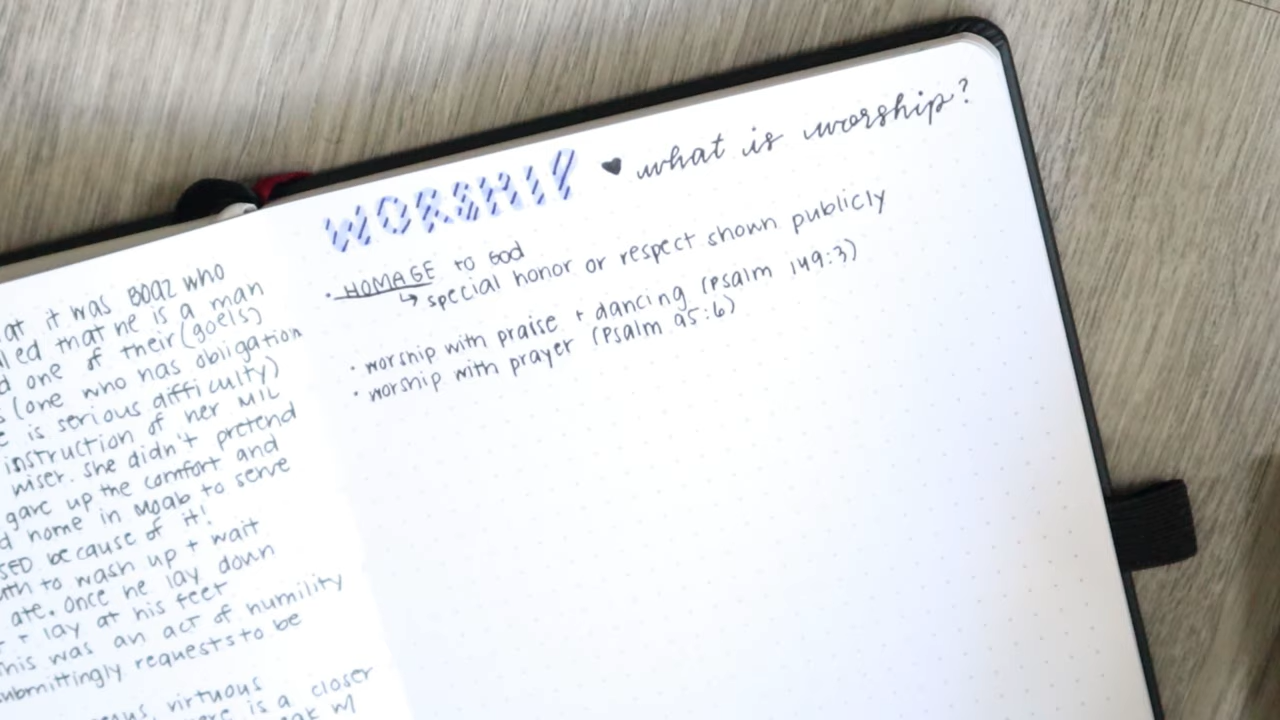 at it was BOAZ who
led that he is a man
one of their (goels)
(one who has obligation
is serious difficulty)
instruction of her MIL
wiser. She didn't pretend
gave up the comfort and
home in Moab to serve
because of it!
to wash up + wait
ate. Once he lay down
+ lay at his feet
This was an act of humility
submittingly requests to be
virtuous
is a closer
WORSHIP ♥ what is worship?
• HOMAGE to God
↳ special honor or respect shown publicly
• worship with praise + dancing (Psalm 149:3)
• worship with prayer (Psalm 95:6)